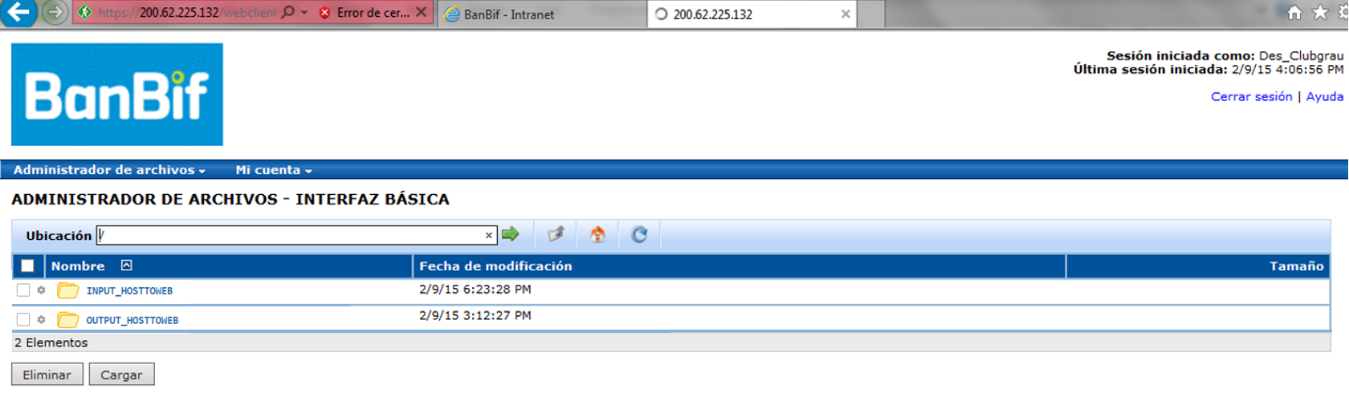 https://200.62.225.132/webclient Error de cer... BanBif - Intranet 200.62.225.132
Sesión iniciada como: Des_Clubgrau
Última sesión iniciada: 2/9/15 4:06:56 PM
BanBif
Cerrar sesión | Ayuda
Administrador de archivos Mi cuenta
ADMINISTRADOR DE ARCHIVOS - INTERFAZ BÁSICA
Ubicación /
Nombre Fecha de modificación Tamaño
INPUT_HOSTTOWEB 2/9/15 6:23:28 PM
OUTPUT_HOSTTOWEB 2/9/15 3:12:27 PM
2 Elementos
Eliminar Cargar